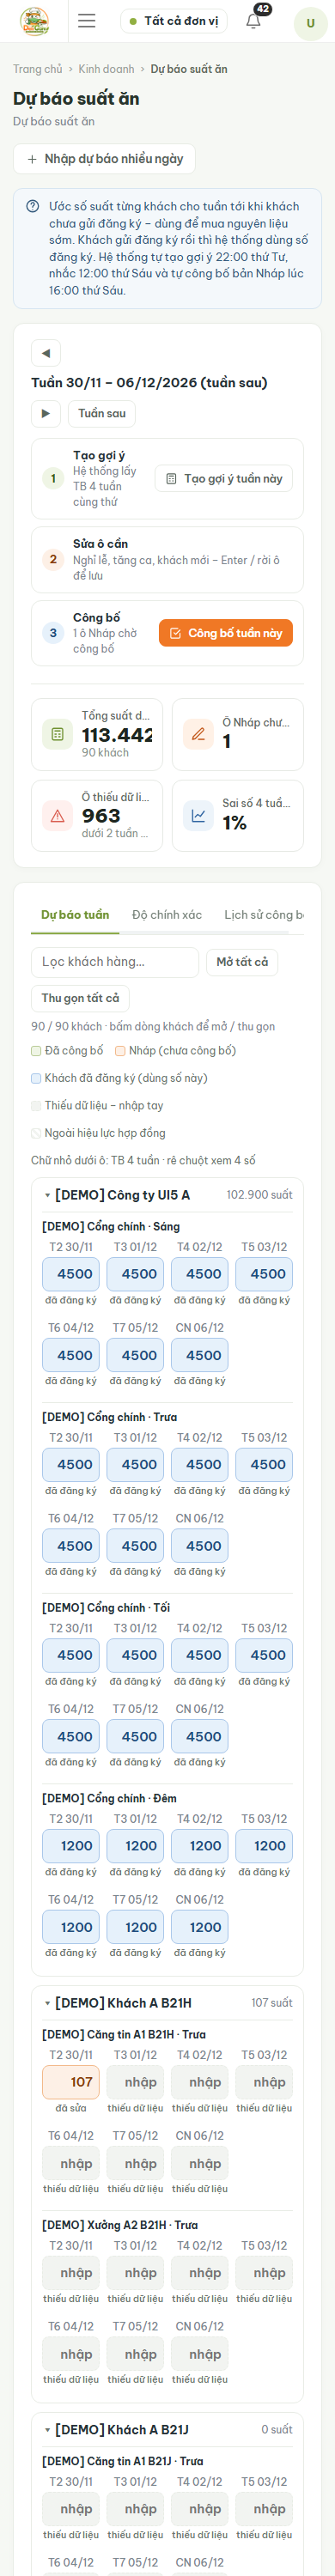 Tất cả đơn vị
42
U
Trang chủ › Kinh doanh › Dự báo suất ăn
Dự báo suất ăn
Dự báo suất ăn
+ Nhập dự báo nhiều ngày
Ước số suất từng khách cho tuần tới khi khách
chưa gửi đăng ký – dùng để mua nguyên liệu
sớm. Khách gửi đăng ký rồi thì hệ thống dùng số
đăng ký. Hệ thống tự tạo gợi ý 22:00 thứ Tư,
nhắc 12:00 thứ Sáu và tự công bố bản Nháp lúc
16:00 thứ Sáu.
◀
Tuần 30/11 – 06/12/2026 (tuần sau)
▶ Tuần sau
1 Tạo gợi ý
Hệ thống lấy
TB 4 tuần
cùng thứ
Tạo gợi ý tuần này
2 Sửa ô cần
Nghỉ lễ, tăng ca, khách mới – Enter / rời ô
để lưu
3 Công bố
1 ô Nháp chờ
công bố
Công bố tuần này
Tổng suất d...
113.442
90 khách
Ô Nháp chư...
1
Ô thiếu dữ li...
963
dưới 2 tuần ...
Sai số 4 tuầ...
1%
Dự báo tuần Độ chính xác Lịch sử công b
Lọc khách hàng... Mở tất cả
Thu gọn tất cả
90 / 90 khách · bấm dòng khách để mở / thu gọn
Đã công bố Nháp (chưa công bố)
Khách đã đăng ký (dùng số này)
Thiếu dữ liệu – nhập tay
Ngoài hiệu lực hợp đồng
Chữ nhỏ dưới ô: TB 4 tuần · rê chuột xem 4 số
▾ [DEMO] Công ty UI5 A 102.900 suất
[DEMO] Cổng chính · Sáng
T2 30/11 T3 01/12 T4 02/12 T5 03/12
4500 4500 4500 4500
đã đăng ký đã đăng ký đã đăng ký đã đăng ký
T6 04/12 T7 05/12 CN 06/12
4500 4500 4500
đã đăng ký đã đăng ký đã đăng ký
[DEMO] Cổng chính · Trưa
T2 30/11 T3 01/12 T4 02/12 T5 03/12
4500 4500 4500 4500
đã đăng ký đã đăng ký đã đăng ký đã đăng ký
T6 04/12 T7 05/12 CN 06/12
4500 4500 4500
đã đăng ký đã đăng ký đã đăng ký
[DEMO] Cổng chính · Tối
T2 30/11 T3 01/12 T4 02/12 T5 03/12
4500 4500 4500 4500
đã đăng ký đã đăng ký đã đăng ký đã đăng ký
T6 04/12 T7 05/12 CN 06/12
4500 4500 4500
đã đăng ký đã đăng ký đã đăng ký
[DEMO] Cổng chính · Đêm
T2 30/11 T3 01/12 T4 02/12 T5 03/12
1200 1200 1200 1200
đã đăng ký đã đăng ký đã đăng ký đã đăng ký
T6 04/12 T7 05/12 CN 06/12
1200 1200 1200
đã đăng ký đã đăng ký đã đăng ký
▾ [DEMO] Khách A B21H 107 suất
[DEMO] Căng tin A1 B21H · Trưa
T2 30/11 T3 01/12 T4 02/12 T5 03/12
107 nhập nhập nhập
đã sửa thiếu dữ liệu thiếu dữ liệu thiếu dữ liệu
T6 04/12 T7 05/12 CN 06/12
nhập nhập nhập
thiếu dữ liệu thiếu dữ liệu thiếu dữ liệu
[DEMO] Xưởng A2 B21H · Trưa
T2 30/11 T3 01/12 T4 02/12 T5 03/12
nhập nhập nhập nhập
thiếu dữ liệu thiếu dữ liệu thiếu dữ liệu thiếu dữ liệu
T6 04/12 T7 05/12 CN 06/12
nhập nhập nhập
thiếu dữ liệu thiếu dữ liệu thiếu dữ liệu
▾ [DEMO] Khách A B21J 0 suất
[DEMO] Căng tin A1 B21J · Trưa
T2 30/11 T3 01/12 T4 02/12 T5 03/12
nhập nhập nhập nhập
thiếu dữ liệu thiếu dữ liệu thiếu dữ liệu thiếu dữ liệu
T6 04/12 T7 05/12 CN 06/12